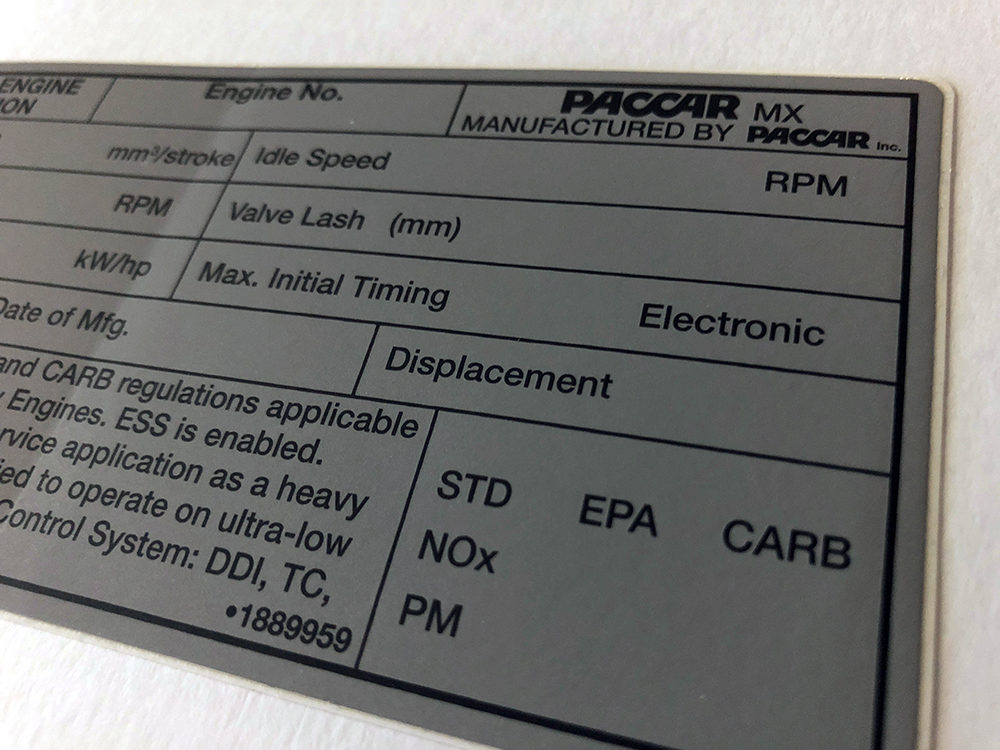 ENGINE
ION
Engine No.
PACCAR MX
MANUFACTURED BY PACCAR Inc.
mm³/stroke
Idle Speed
RPM
RPM
Valve Lash (mm)
kW/hp
Max. Initial Timing
Electronic
Date of Mfg.
Displacement
and CARB regulations applicable
Engines. ESS is enabled.
rvice application as a heavy
ed to operate on ultra-low
Control System: DDI, TC,
•1889959
STD EPA CARB
NOx
PM